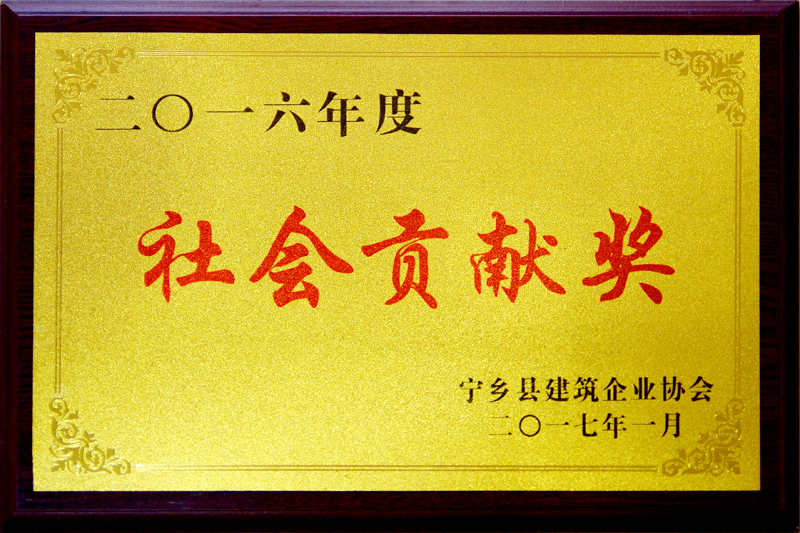 二〇一六年度
社会贡献奖
宁乡县建筑企业协会
二〇一七年一月